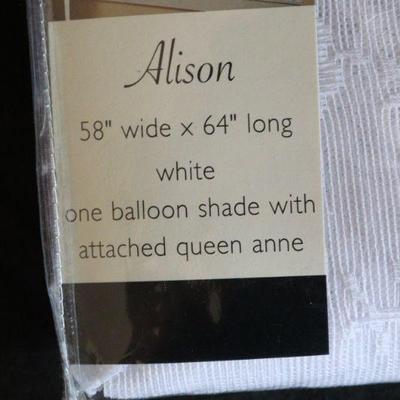 Alison
58" wide x 64" long
white
one balloon shade with
attached queen anne